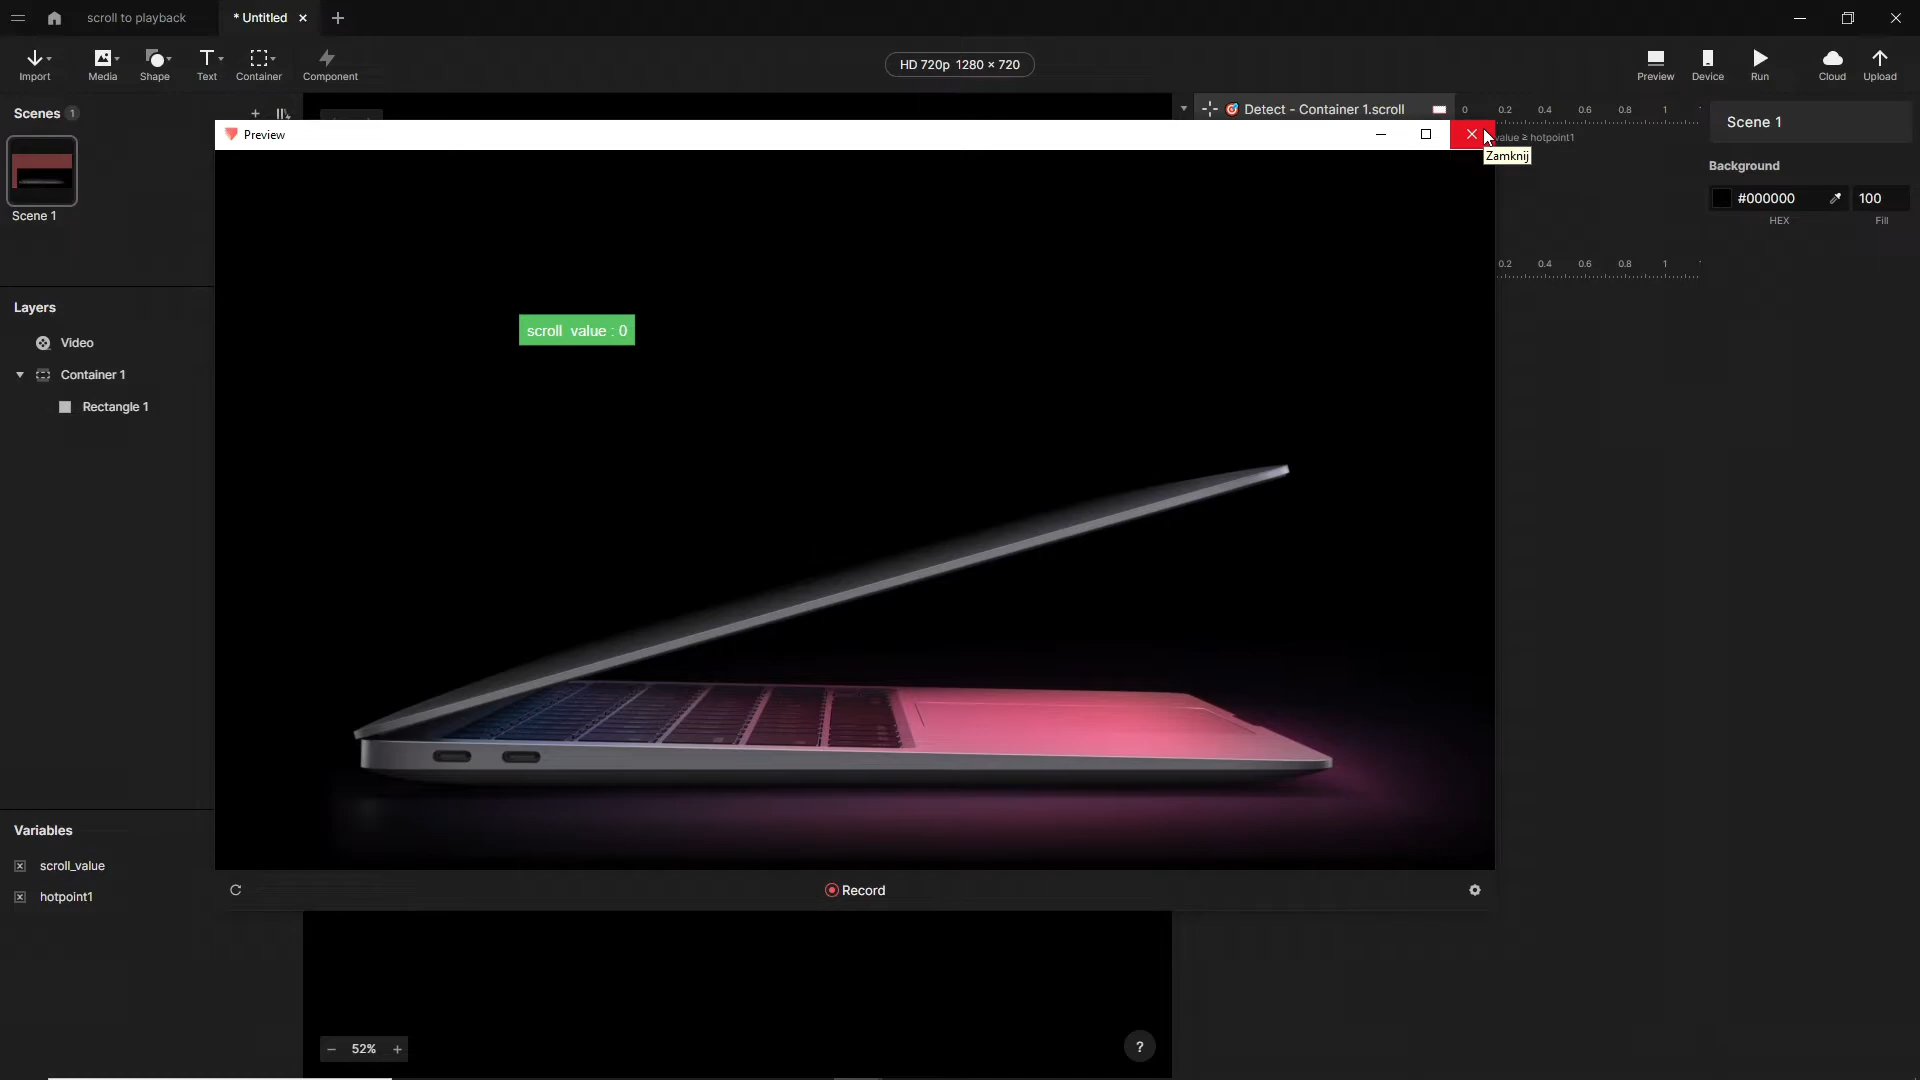 scroll to playback
* Untitled
Import
Media
Shape
Text
Container
Component
HD 720p 1280 × 720
Preview
Device
Run
Cloud
Upload
Scenes 1
Detect - Container 1.scroll
0 0.2 0.4 0.6 0.8 1
Scene 1
Preview
value ≥ hotpoint1
Zamknij
Background
#000000
100
HEX
Fill
Scene 1
0.2 0.4 0.6 0.8 1
Layers
scroll value : 0
Video
Container 1
Rectangle 1
Variables
scroll_value
hotpoint1
Record
52%
?